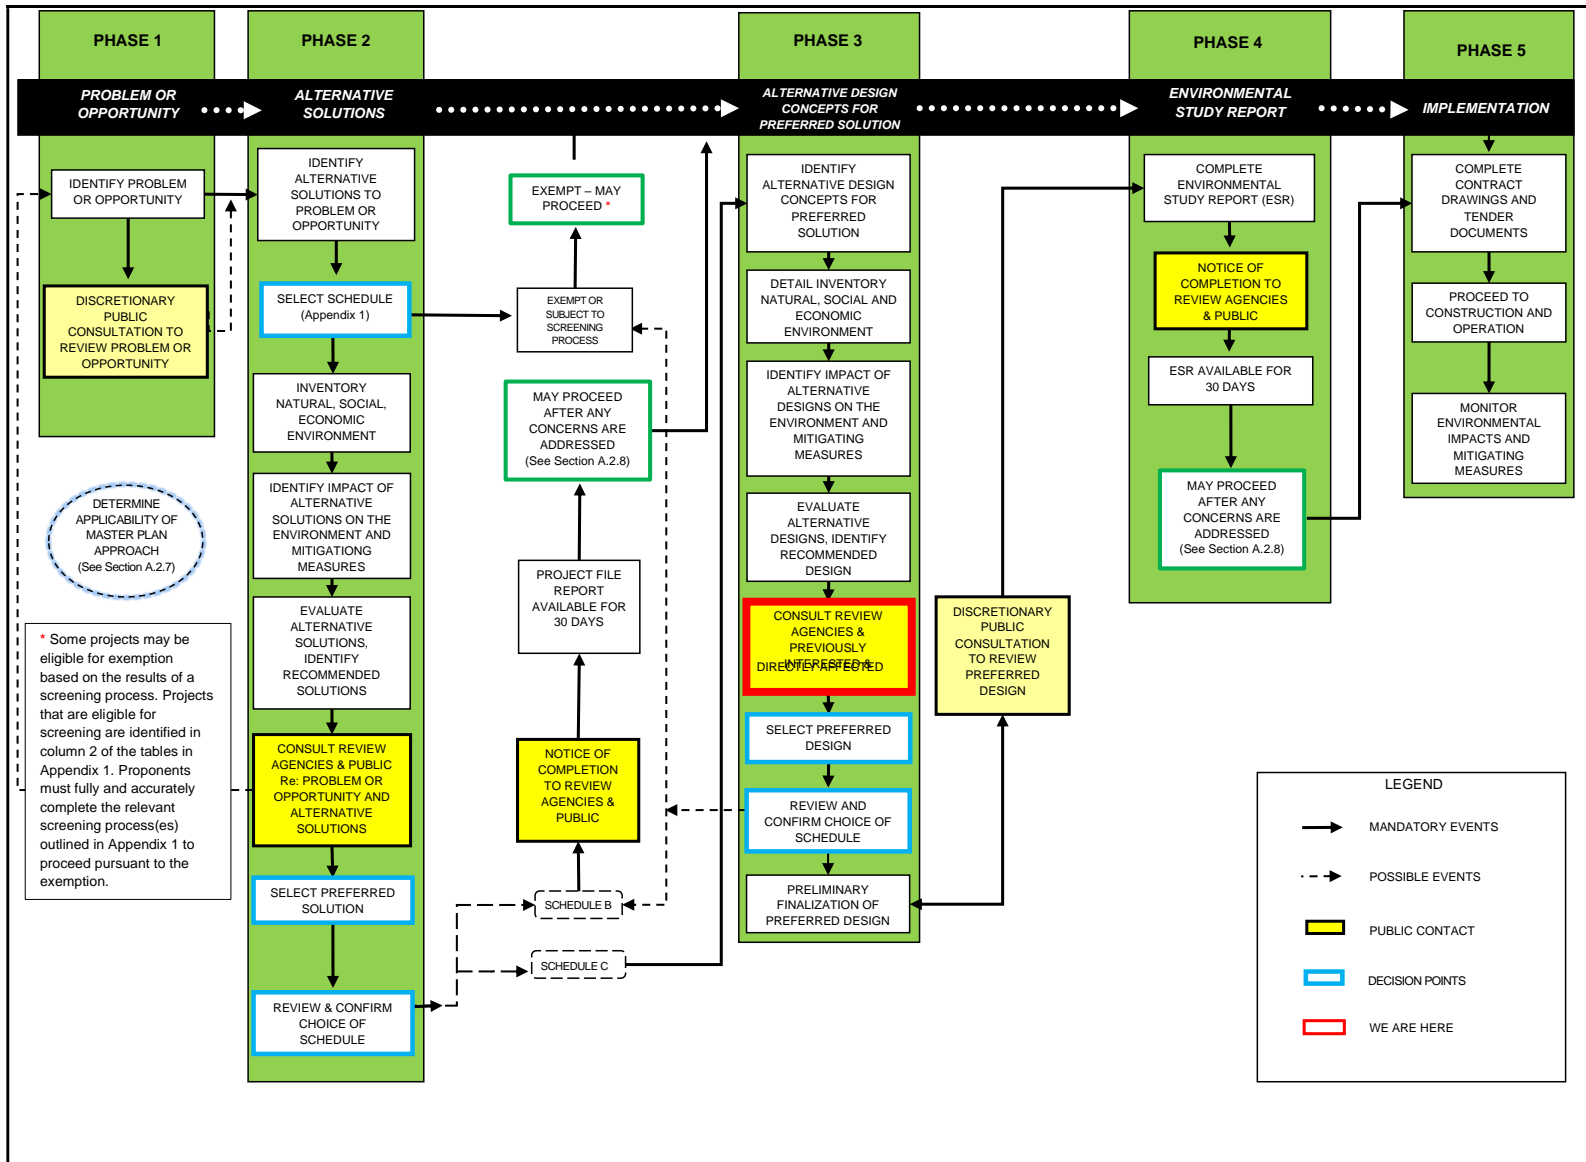 PHASE 1
PHASE 2
PHASE 3
PHASE 4
PHASE 5
PROBLEM OR
OPPORTUNITY
ALTERNATIVE
SOLUTIONS
ALTERNATIVE DESIGN
CONCEPTS FOR
PREFERRED SOLUTION
ENVIRONMENTAL
STUDY REPORT
IMPLEMENTATION
IDENTIFY PROBLEM
OR OPPORTUNITY
DISCRETIONARY
PUBLIC
CONSULTATION TO
REVIEW PROBLEM OR
OPPORTUNITY
DETERMINE
APPLICABILITY OF
MASTER PLAN
APPROACH
(See Section A.2.7)
* Some projects may be
eligible for exemption
based on the results of a
screening process. Projects
that are eligible for
screening are identified in
column 2 of the tables in
Appendix 1. Proponents
must fully and accurately
complete the relevant
screening process(es)
outlined in Appendix 1 to
proceed pursuant to the
exemption.
IDENTIFY
ALTERNATIVE
SOLUTIONS TO
PROBLEM OR
OPPORTUNITY
SELECT SCHEDULE
(Appendix 1)
INVENTORY
NATURAL, SOCIAL,
ECONOMIC
ENVIRONMENT
IDENTIFY IMPACT OF
ALTERNATIVE
SOLUTIONS ON THE
ENVIRONMENT AND
MITIGATIONG
MEASURES
EVALUATE
ALTERNATIVE
SOLUTIONS,
IDENTIFY
RECOMMENDED
SOLUTIONS
CONSULT REVIEW
AGENCIES & PUBLIC
Re: PROBLEM OR
OPPORTUNITY AND
ALTERNATIVE
SOLUTIONS
SELECT PREFERRED
SOLUTION
REVIEW & CONFIRM
CHOICE OF
SCHEDULE
EXEMPT – MAY
PROCEED *
EXEMPT OR
SUBJECT TO
SCREENING
PROCESS
MAY PROCEED
AFTER ANY
CONCERNS ARE
ADDRESSED
(See Section A.2.8)
PROJECT FILE
REPORT
AVAILABLE FOR
30 DAYS
NOTICE OF
COMPLETION
TO REVIEW
AGENCIES &
PUBLIC
SCHEDULE B
SCHEDULE C
IDENTIFY
ALTERNATIVE DESIGN
CONCEPTS FOR
PREFERRED
SOLUTION
DETAIL INVENTORY
NATURAL, SOCIAL AND
ECONOMIC
ENVIRONMENT
IDENTIFY IMPACT OF
ALTERNATIVE
DESIGNS ON THE
ENVIRONMENT AND
MITIGATING
MEASURES
EVALUATE
ALTERNATIVE
DESIGNS, IDENTIFY
RECOMMENDED
DESIGN
CONSULT REVIEW
AGENCIES &
PREVIOUSLY
INTERESTED &
DIRECTLY AFFECTED
SELECT PREFERRED
DESIGN
REVIEW AND
CONFIRM CHOICE OF
SCHEDULE
PRELIMINARY
FINALIZATION OF
PREFERRED DESIGN
DISCRETIONARY
PUBLIC
CONSULTATION
TO REVIEW
PREFERRED
DESIGN
COMPLETE
ENVIRONMENTAL
STUDY REPORT (ESR)
NOTICE OF
COMPLETION TO
REVIEW AGENCIES
& PUBLIC
ESR AVAILABLE FOR
30 DAYS
MAY PROCEED
AFTER ANY
CONCERNS ARE
ADDRESSED
(See Section A.2.8)
COMPLETE
CONTRACT
DRAWINGS AND
TENDER
DOCUMENTS
PROCEED TO
CONSTRUCTION AND
OPERATION
MONITOR
ENVIRONMENTAL
IMPACTS AND
MITIGATING
MEASURES
LEGEND
MANDATORY EVENTS
POSSIBLE EVENTS
PUBLIC CONTACT
DECISION POINTS
WE ARE HERE